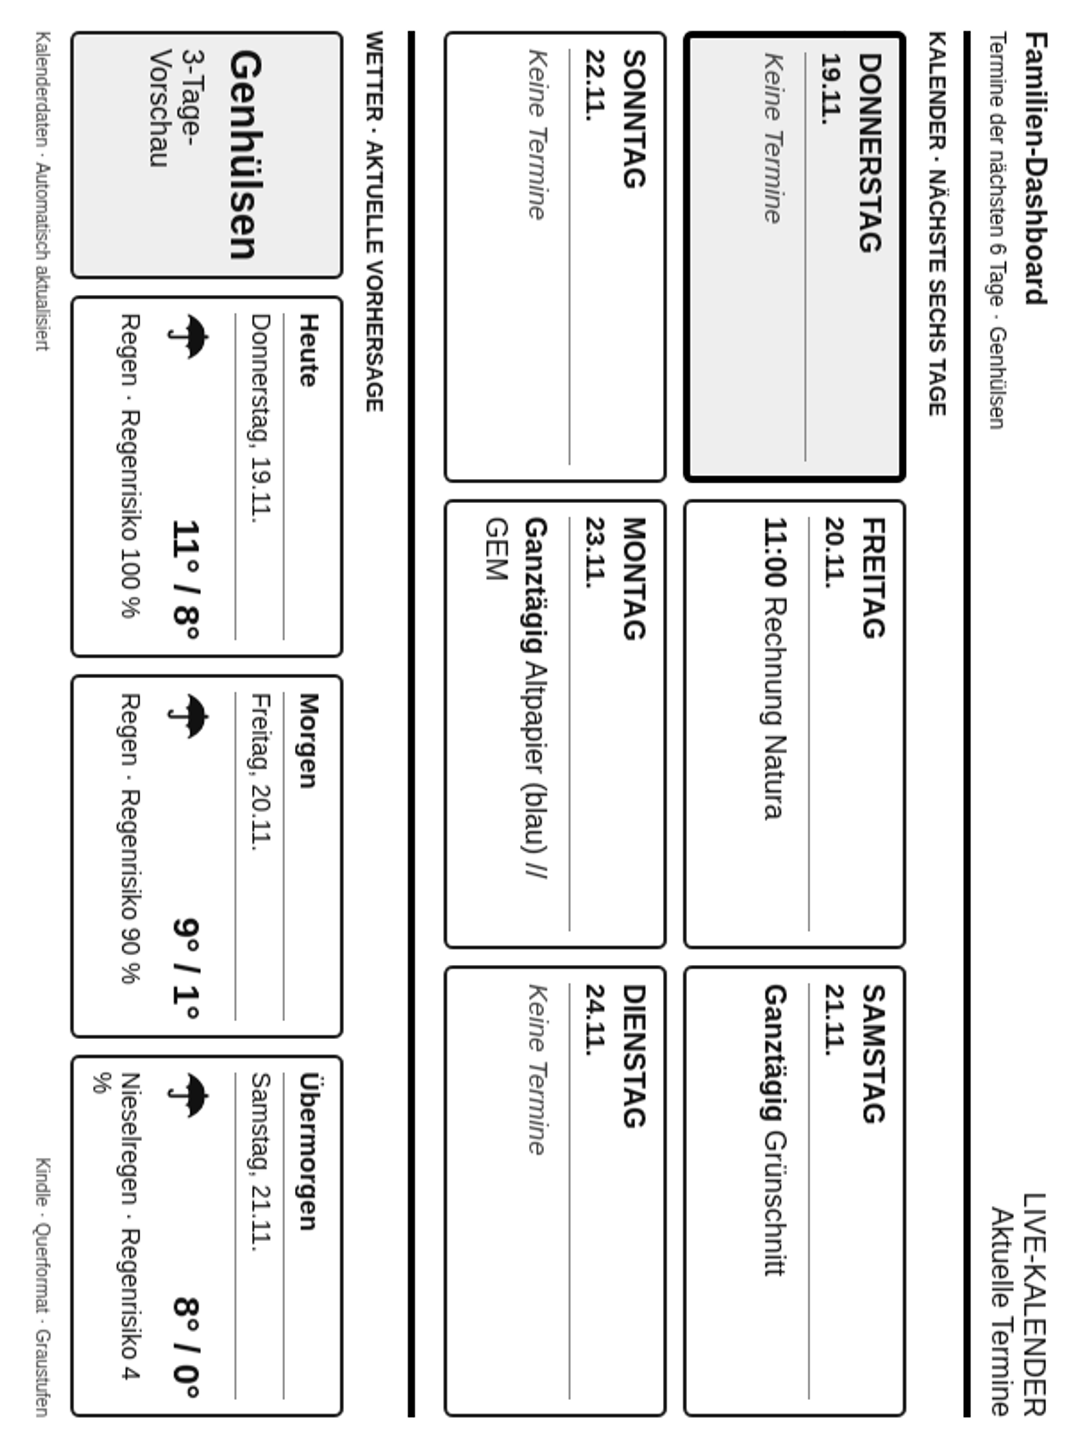 Familien-Dashboard
Termine der nächsten 6 Tage · Genhülsen
LIVE-KALENDER
Aktuelle Termine
KALENDER · NÄCHSTE SECHS TAGE
DONNERSTAG
19.11.
Keine Termine
FREITAG
20.11.
11:00 Rechnung Natura
SAMSTAG
21.11.
Ganztägig Grünschnitt
SONNTAG
22.11.
Keine Termine
MONTAG
23.11.
Ganztägig Altpapier (blau) //
GEM
DIENSTAG
24.11.
Keine Termine
WETTER · AKTUELLE VORHERSAGE
Genhülsen
3-Tage-
Vorschau
Heute
Donnerstag, 19.11.
11° / 8°
Regen · Regenrisiko 100 %
Morgen
Freitag, 20.11.
9° / 1°
Regen · Regenrisiko 90 %
Übermorgen
Samstag, 21.11.
8° / 0°
Nieselregen · Regenrisiko 4
%
Kalenderdaten · Automatisch aktualisiert
Kindle · Querformat · Graustufen